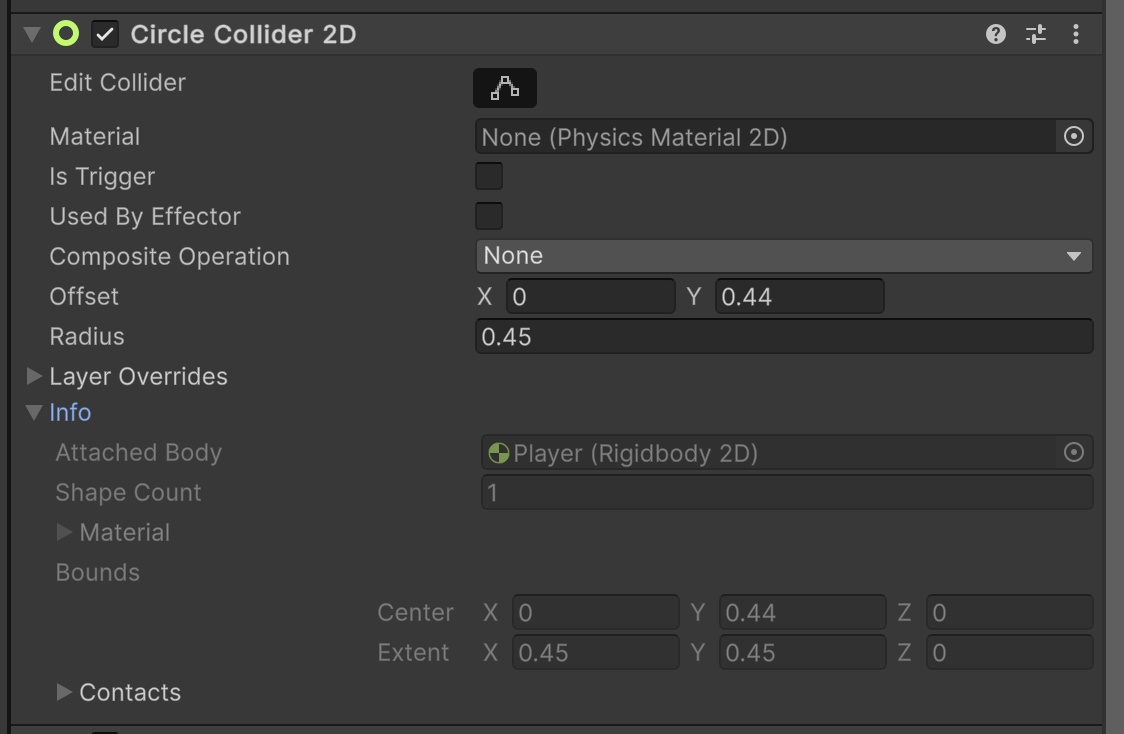 Circle Collider 2D
Edit Collider
Material None (Physics Material 2D)
Is Trigger
Used By Effector
Composite Operation None
Offset X 0 Y 0.44
Radius 0.45
Layer Overrides
Info
Attached Body Player (Rigidbody 2D)
Shape Count 1
Material
Bounds
Center X 0 Y 0.44 Z 0
Extent X 0.45 Y 0.45 Z 0
Contacts